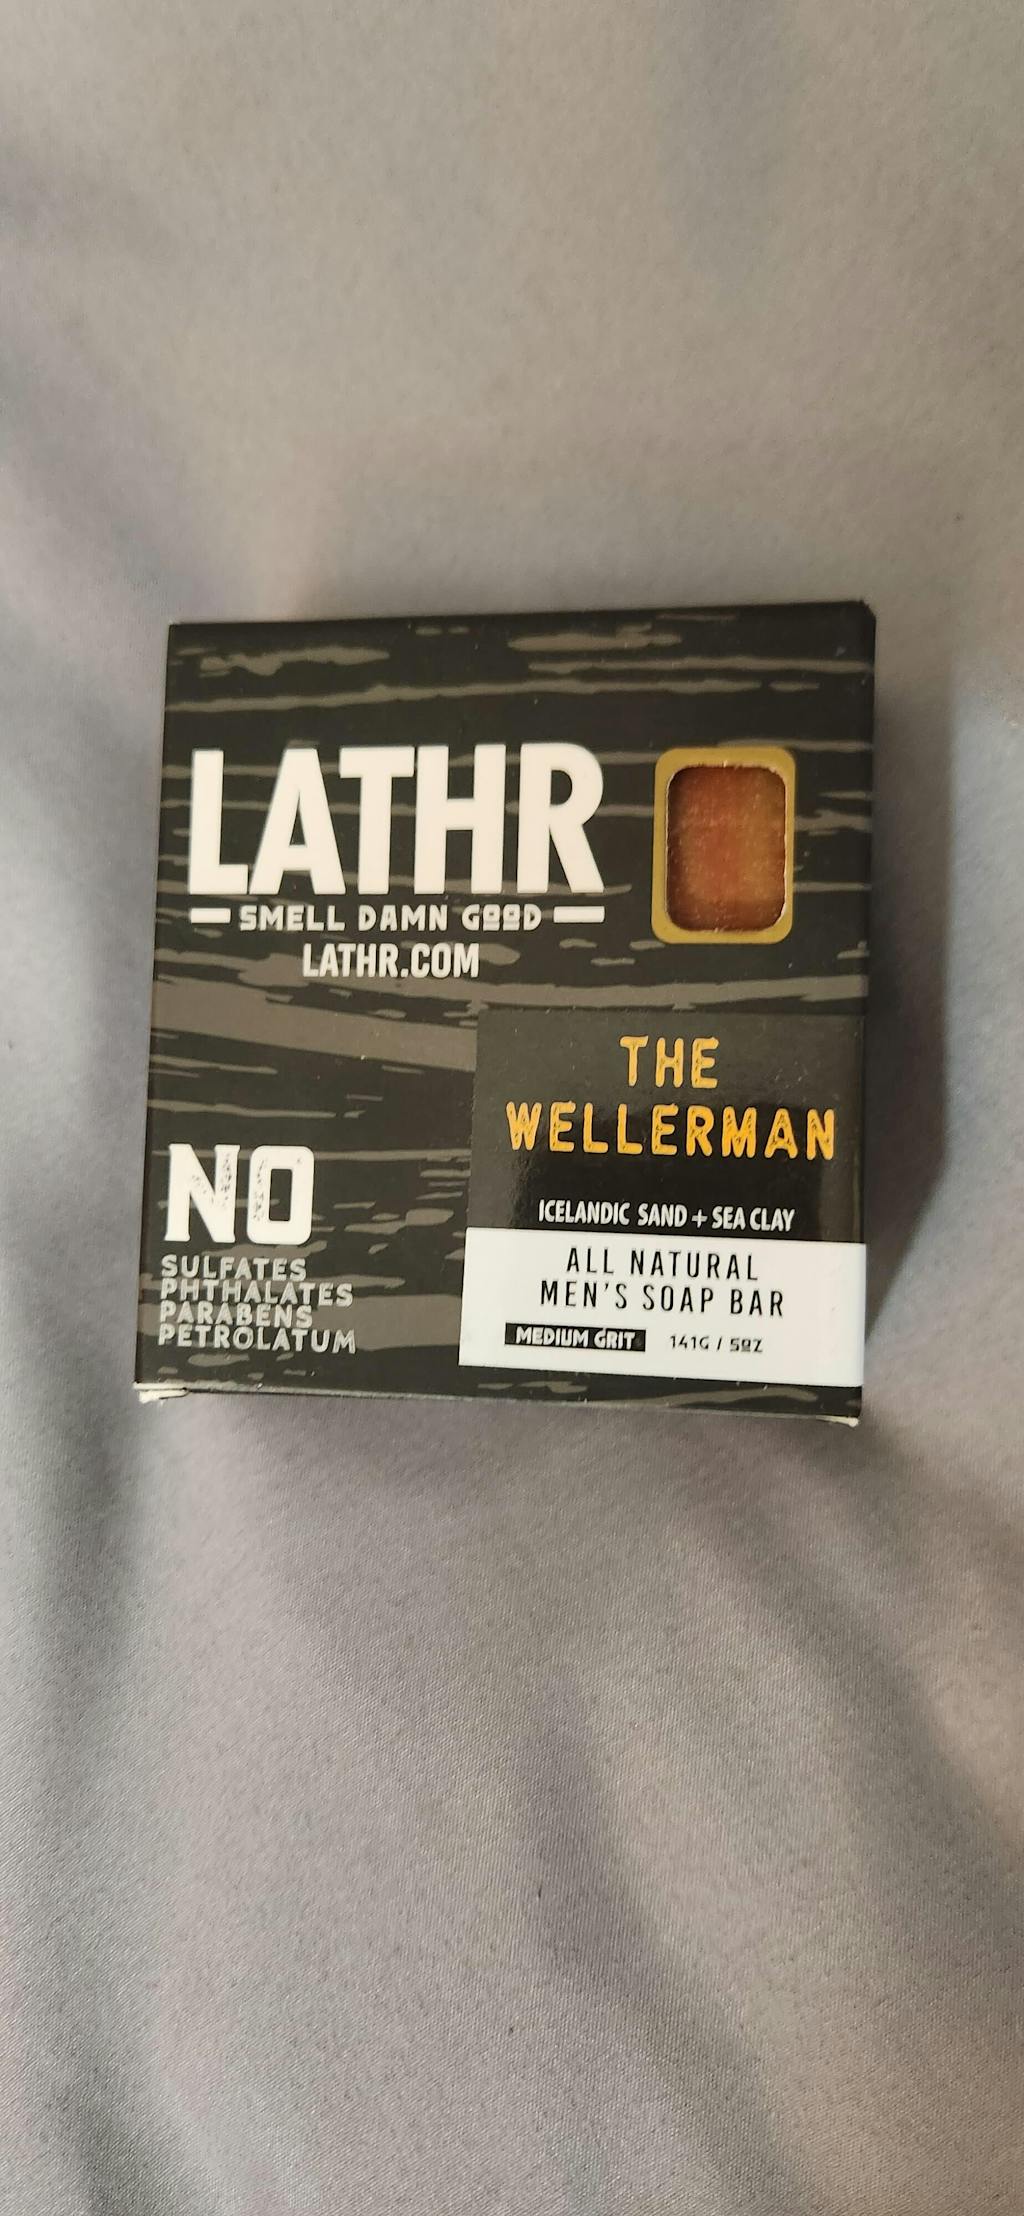 LATHR
SMELL DAMN GOOD
LATHR.COM
THE
WELLERMAN
ICELANDIC SAND + SEA CLAY
ALL NATURAL
MEN'S SOAP BAR
MEDIUM GRIT 141G / 5OZ
NO
SULFATES
PHTHALATES
PARABENS
PETROLATUM